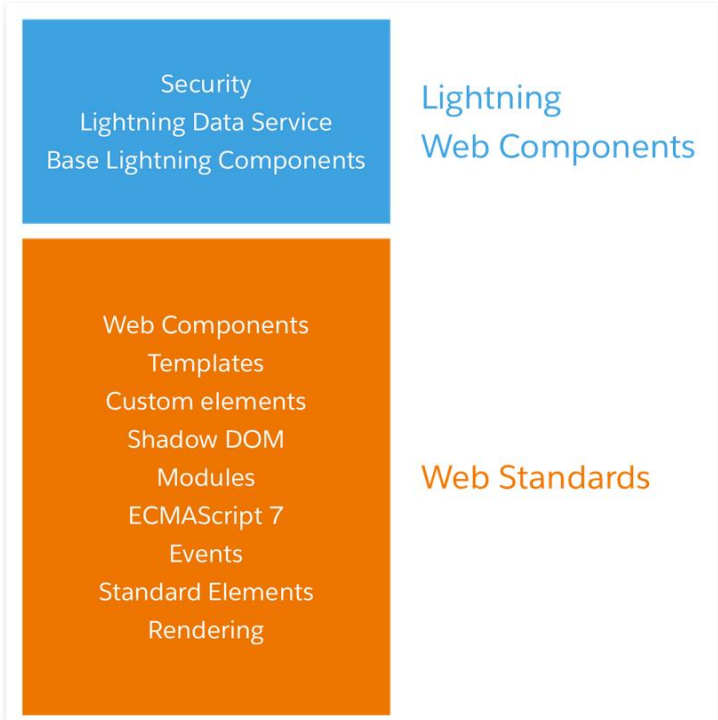 Security
Lightning Data Service
Base Lightning Components
Lightning
Web Components
Web Components
Templates
Custom elements
Shadow DOM
Modules
ECMAScript 7
Events
Standard Elements
Rendering
Web Standards